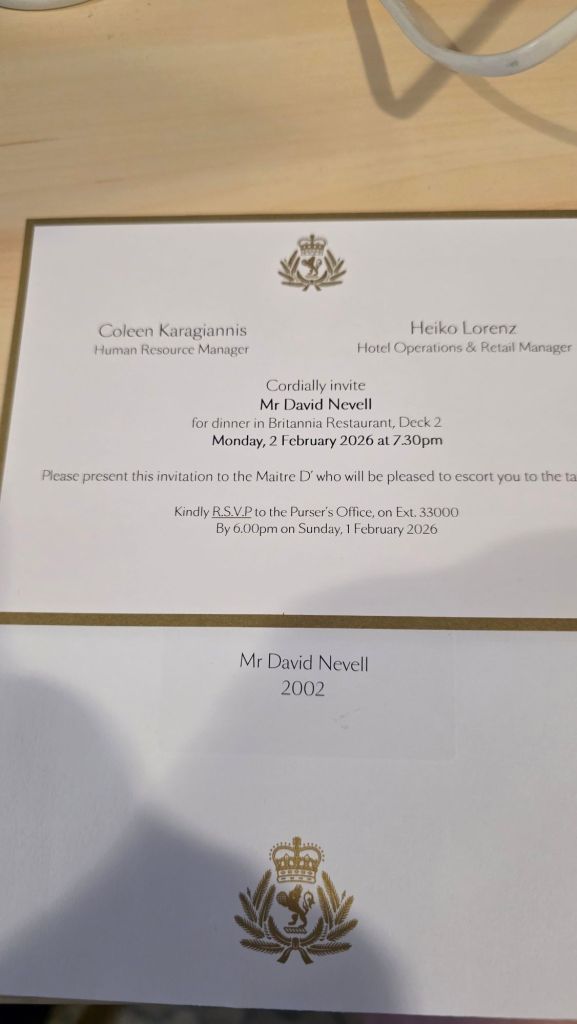 Coleen Karagiannis
Human Resource Manager
Heiko Lorenz
Hotel Operations & Retail Manager
Cordially invite
Mr David Nevell
for dinner in Britannia Restaurant, Deck 2
Monday, 2 February 2026 at 7.30pm
Please present this invitation to the Maitre D' who will be pleased to escort you to the ta
Kindly R.S.V.P to the Purser's Office, on Ext. 33000
By 6.00pm on Sunday, 1 February 2026
Mr David Nevell
2002